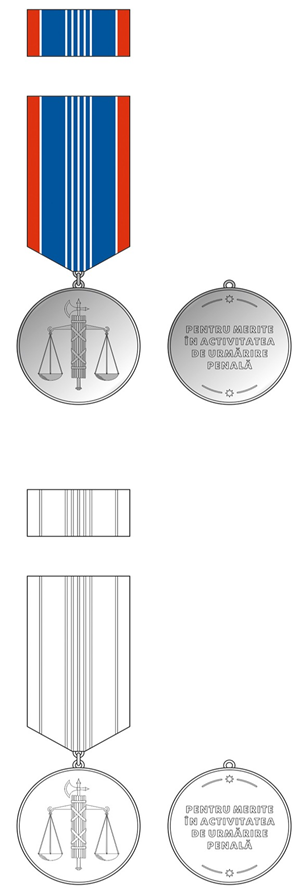 PENTRU MERITE
ÎN ACTIVITATEA
DE URMĂRIRE
PENALĂ
PENTRU MERITE
ÎN ACTIVITATEA
DE URMĂRIRE
PENALĂ